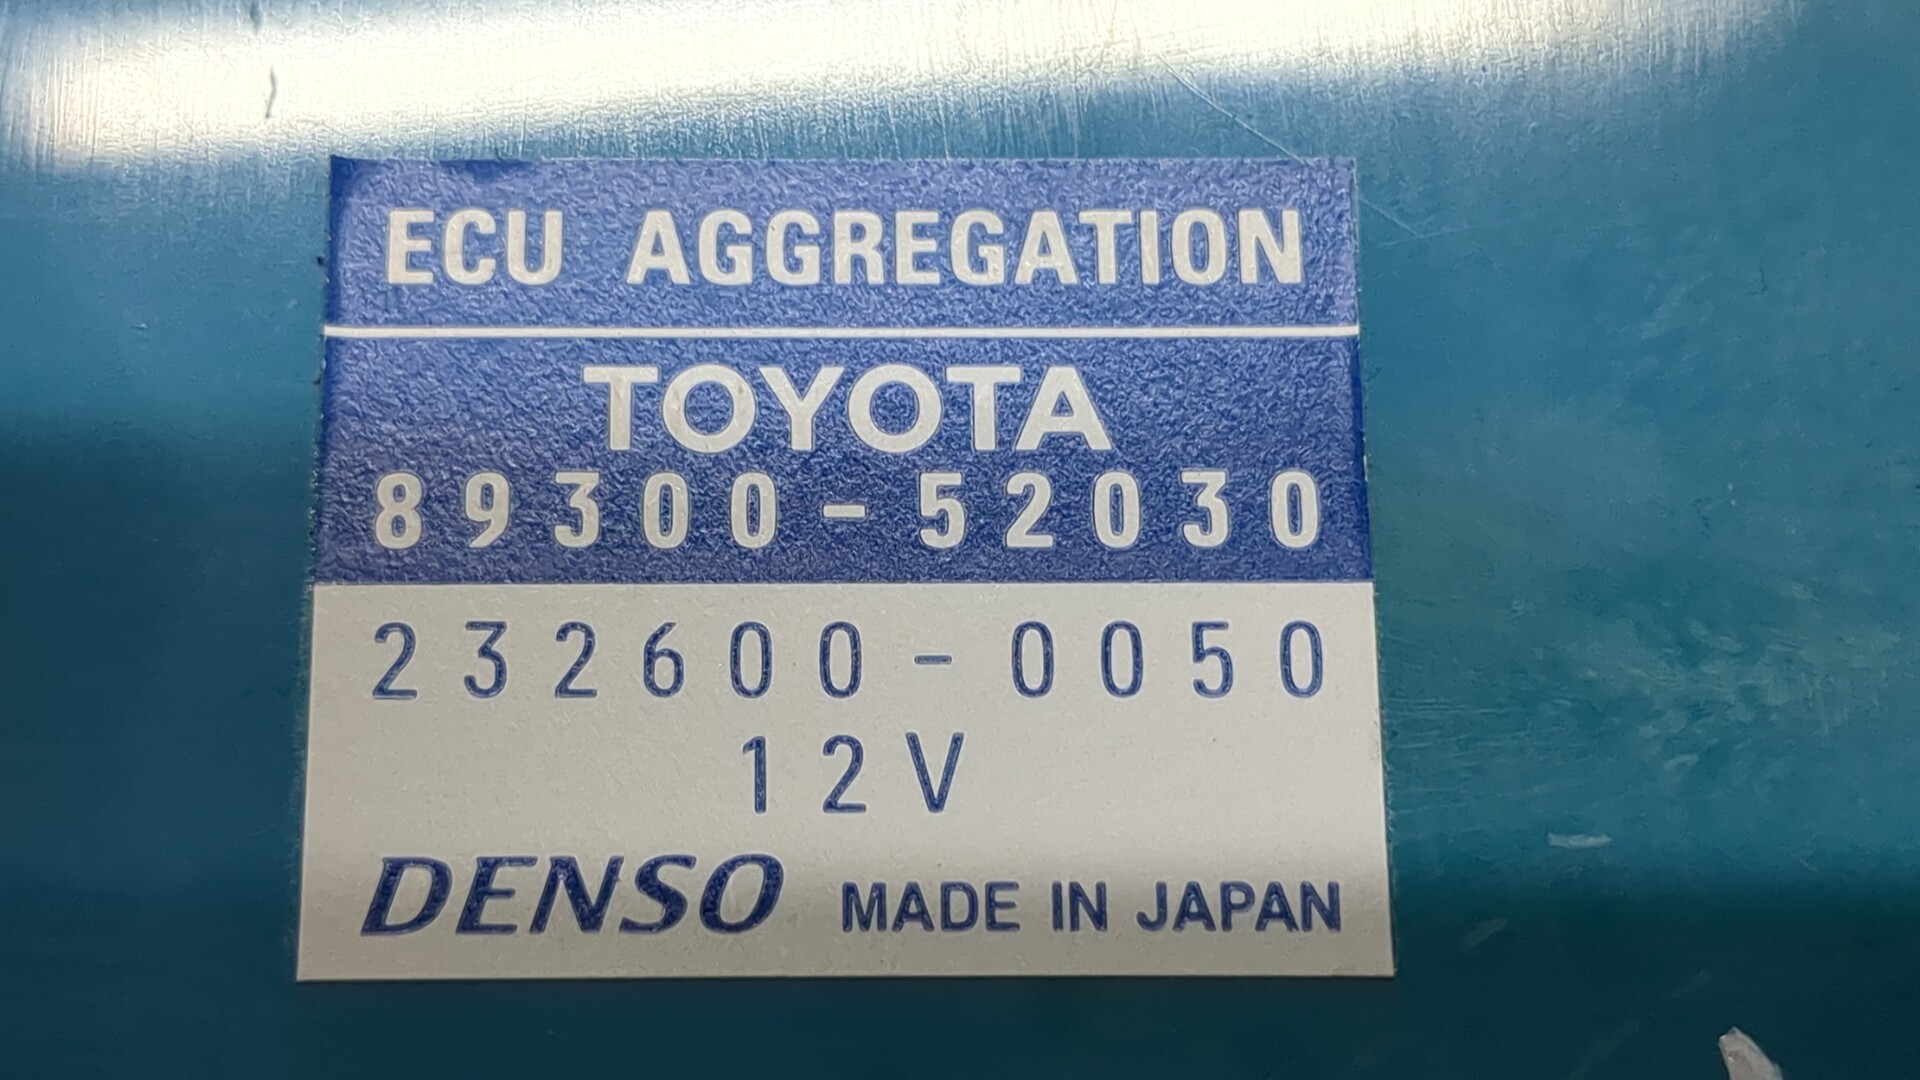 ECU AGGREGATION
TOYOTA
89300-52030
232600-0050
12V
DENSO MADE IN JAPAN